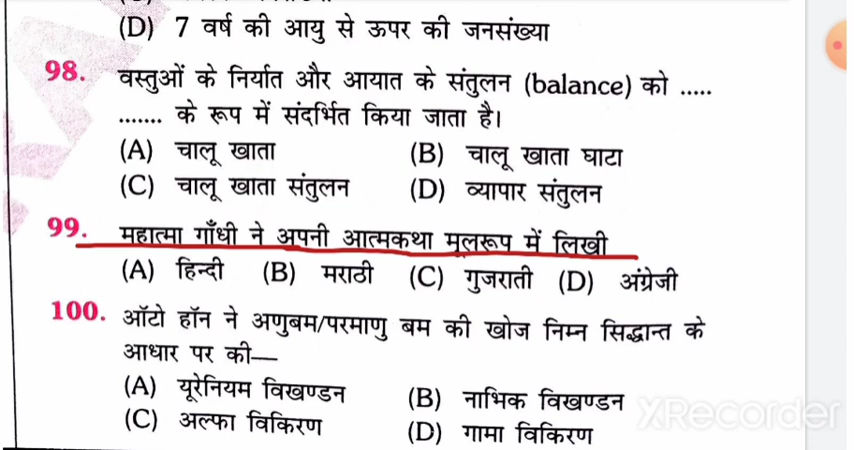 (D) 7 वर्ष की आयु से ऊपर की जनसंख्या
98. वस्तुओं के निर्यात और आयात के संतुलन (balance) को .....
....... के रूप में संदर्भित किया जाता है।
(A) चालू खाता (B) चालू खाता घाटा
(C) चालू खाता संतुलन (D) व्यापार संतुलन
99. महात्मा गाँधी ने अपनी आत्मकथा मूलरूप में लिखी
(A) हिन्दी (B) मराठी (C) गुजराती (D) अंग्रेजी
100. ऑटो हॉन ने अणुबम/परमाणु बम की खोज निम्न सिद्धान्त के
आधार पर की—
(A) यूरेनियम विखण्डन (B) नाभिक विखण्डन
(C) अल्फा विकिरण (D) गामा विकिरण
XRecorder